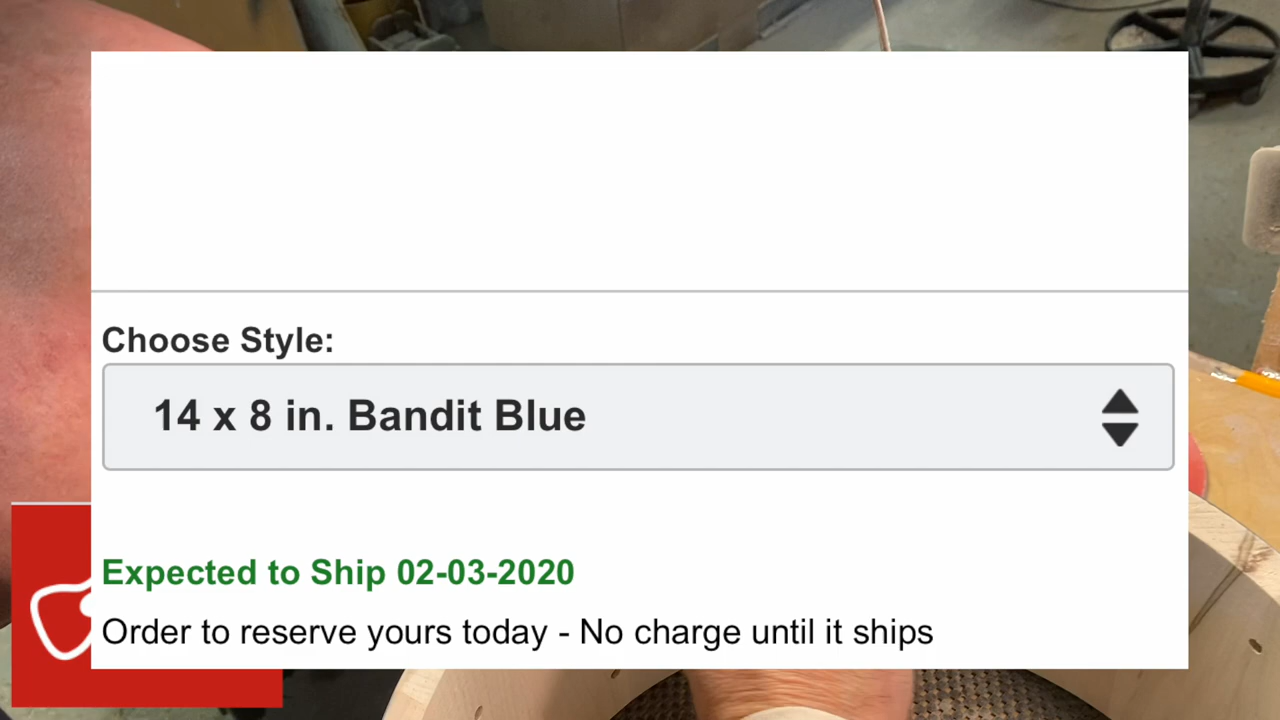 Choose Style:
14 x 8 in. Bandit Blue
Expected to Ship 02-03-2020
Order to reserve yours today - No charge until it ships